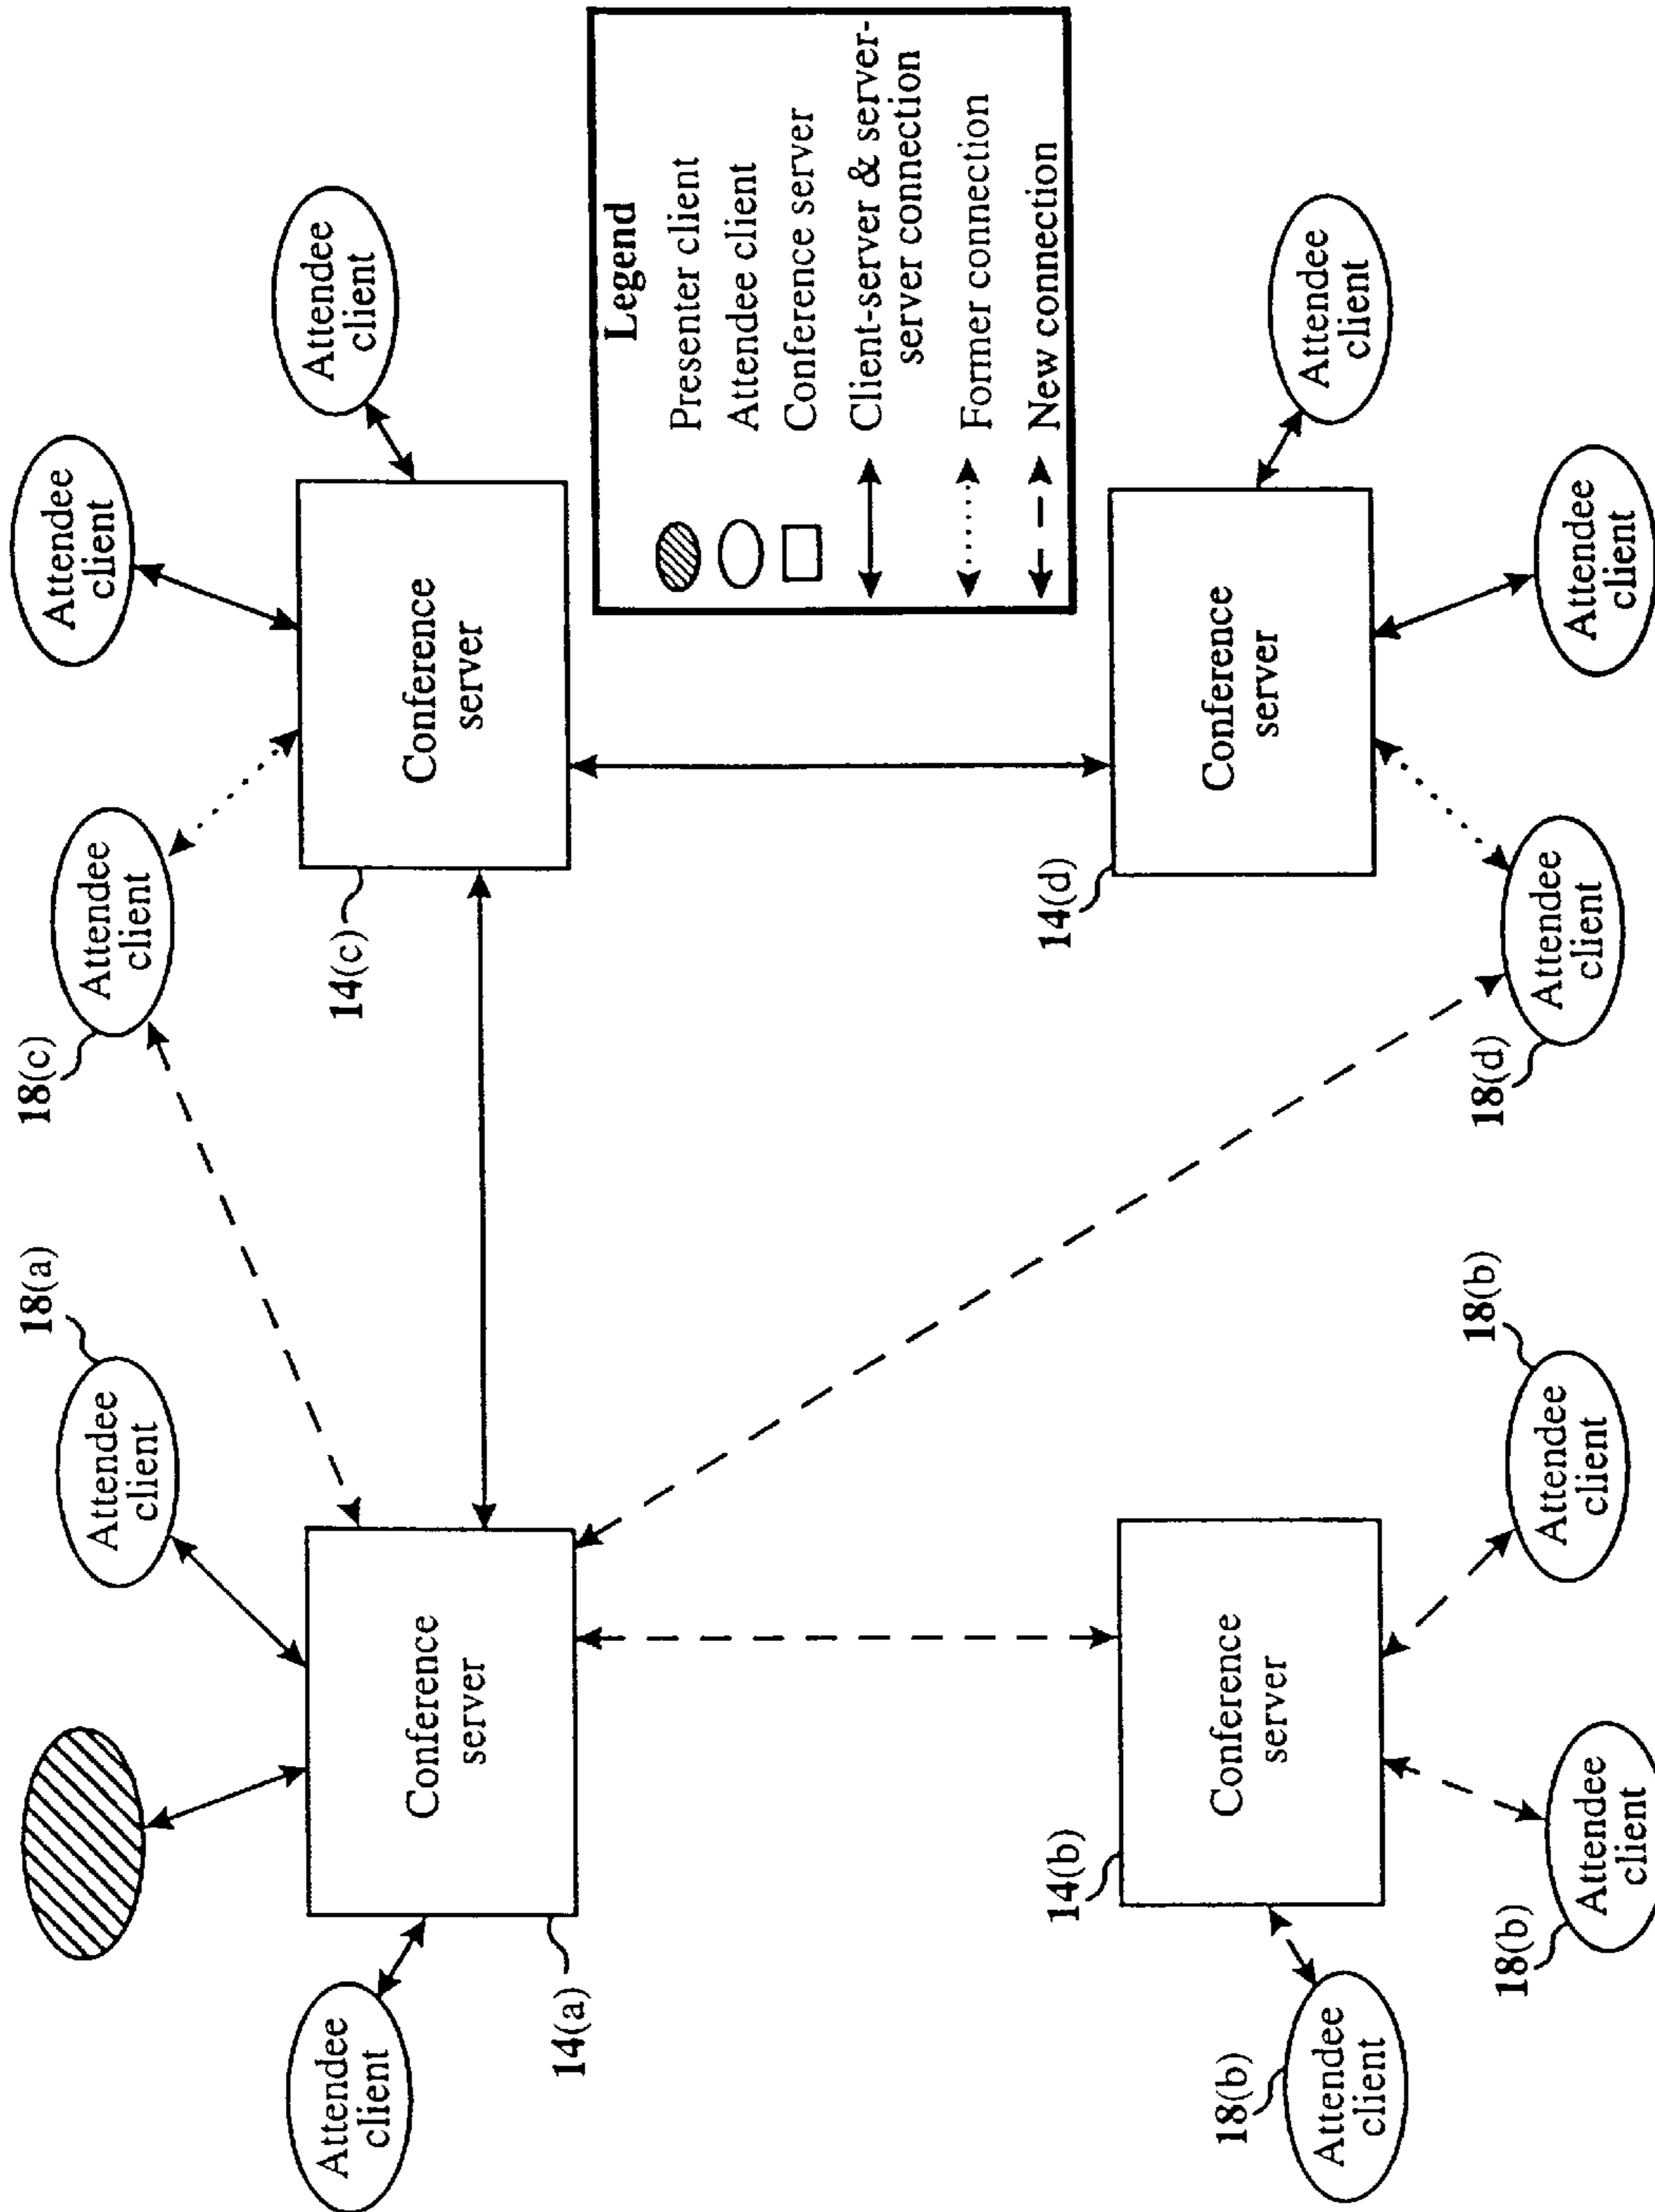 18(a)
Attendee
client
18(c)
Attendee
client
Attendee
client
Attendee
client
Attendee
client
Conference
server
14(a)
14(c)
Conference
server
Legend
Presenter client
Attendee client
Conference server
Client-server & server-
server connection
Former connection
New connection
14(b)
Conference
server
14(d)
Conference
server
Attendee
client
18(b)
Attendee
client
18(b)
Attendee
client
18(b)
Attendee
client
18(d)
Attendee
client
Attendee
client